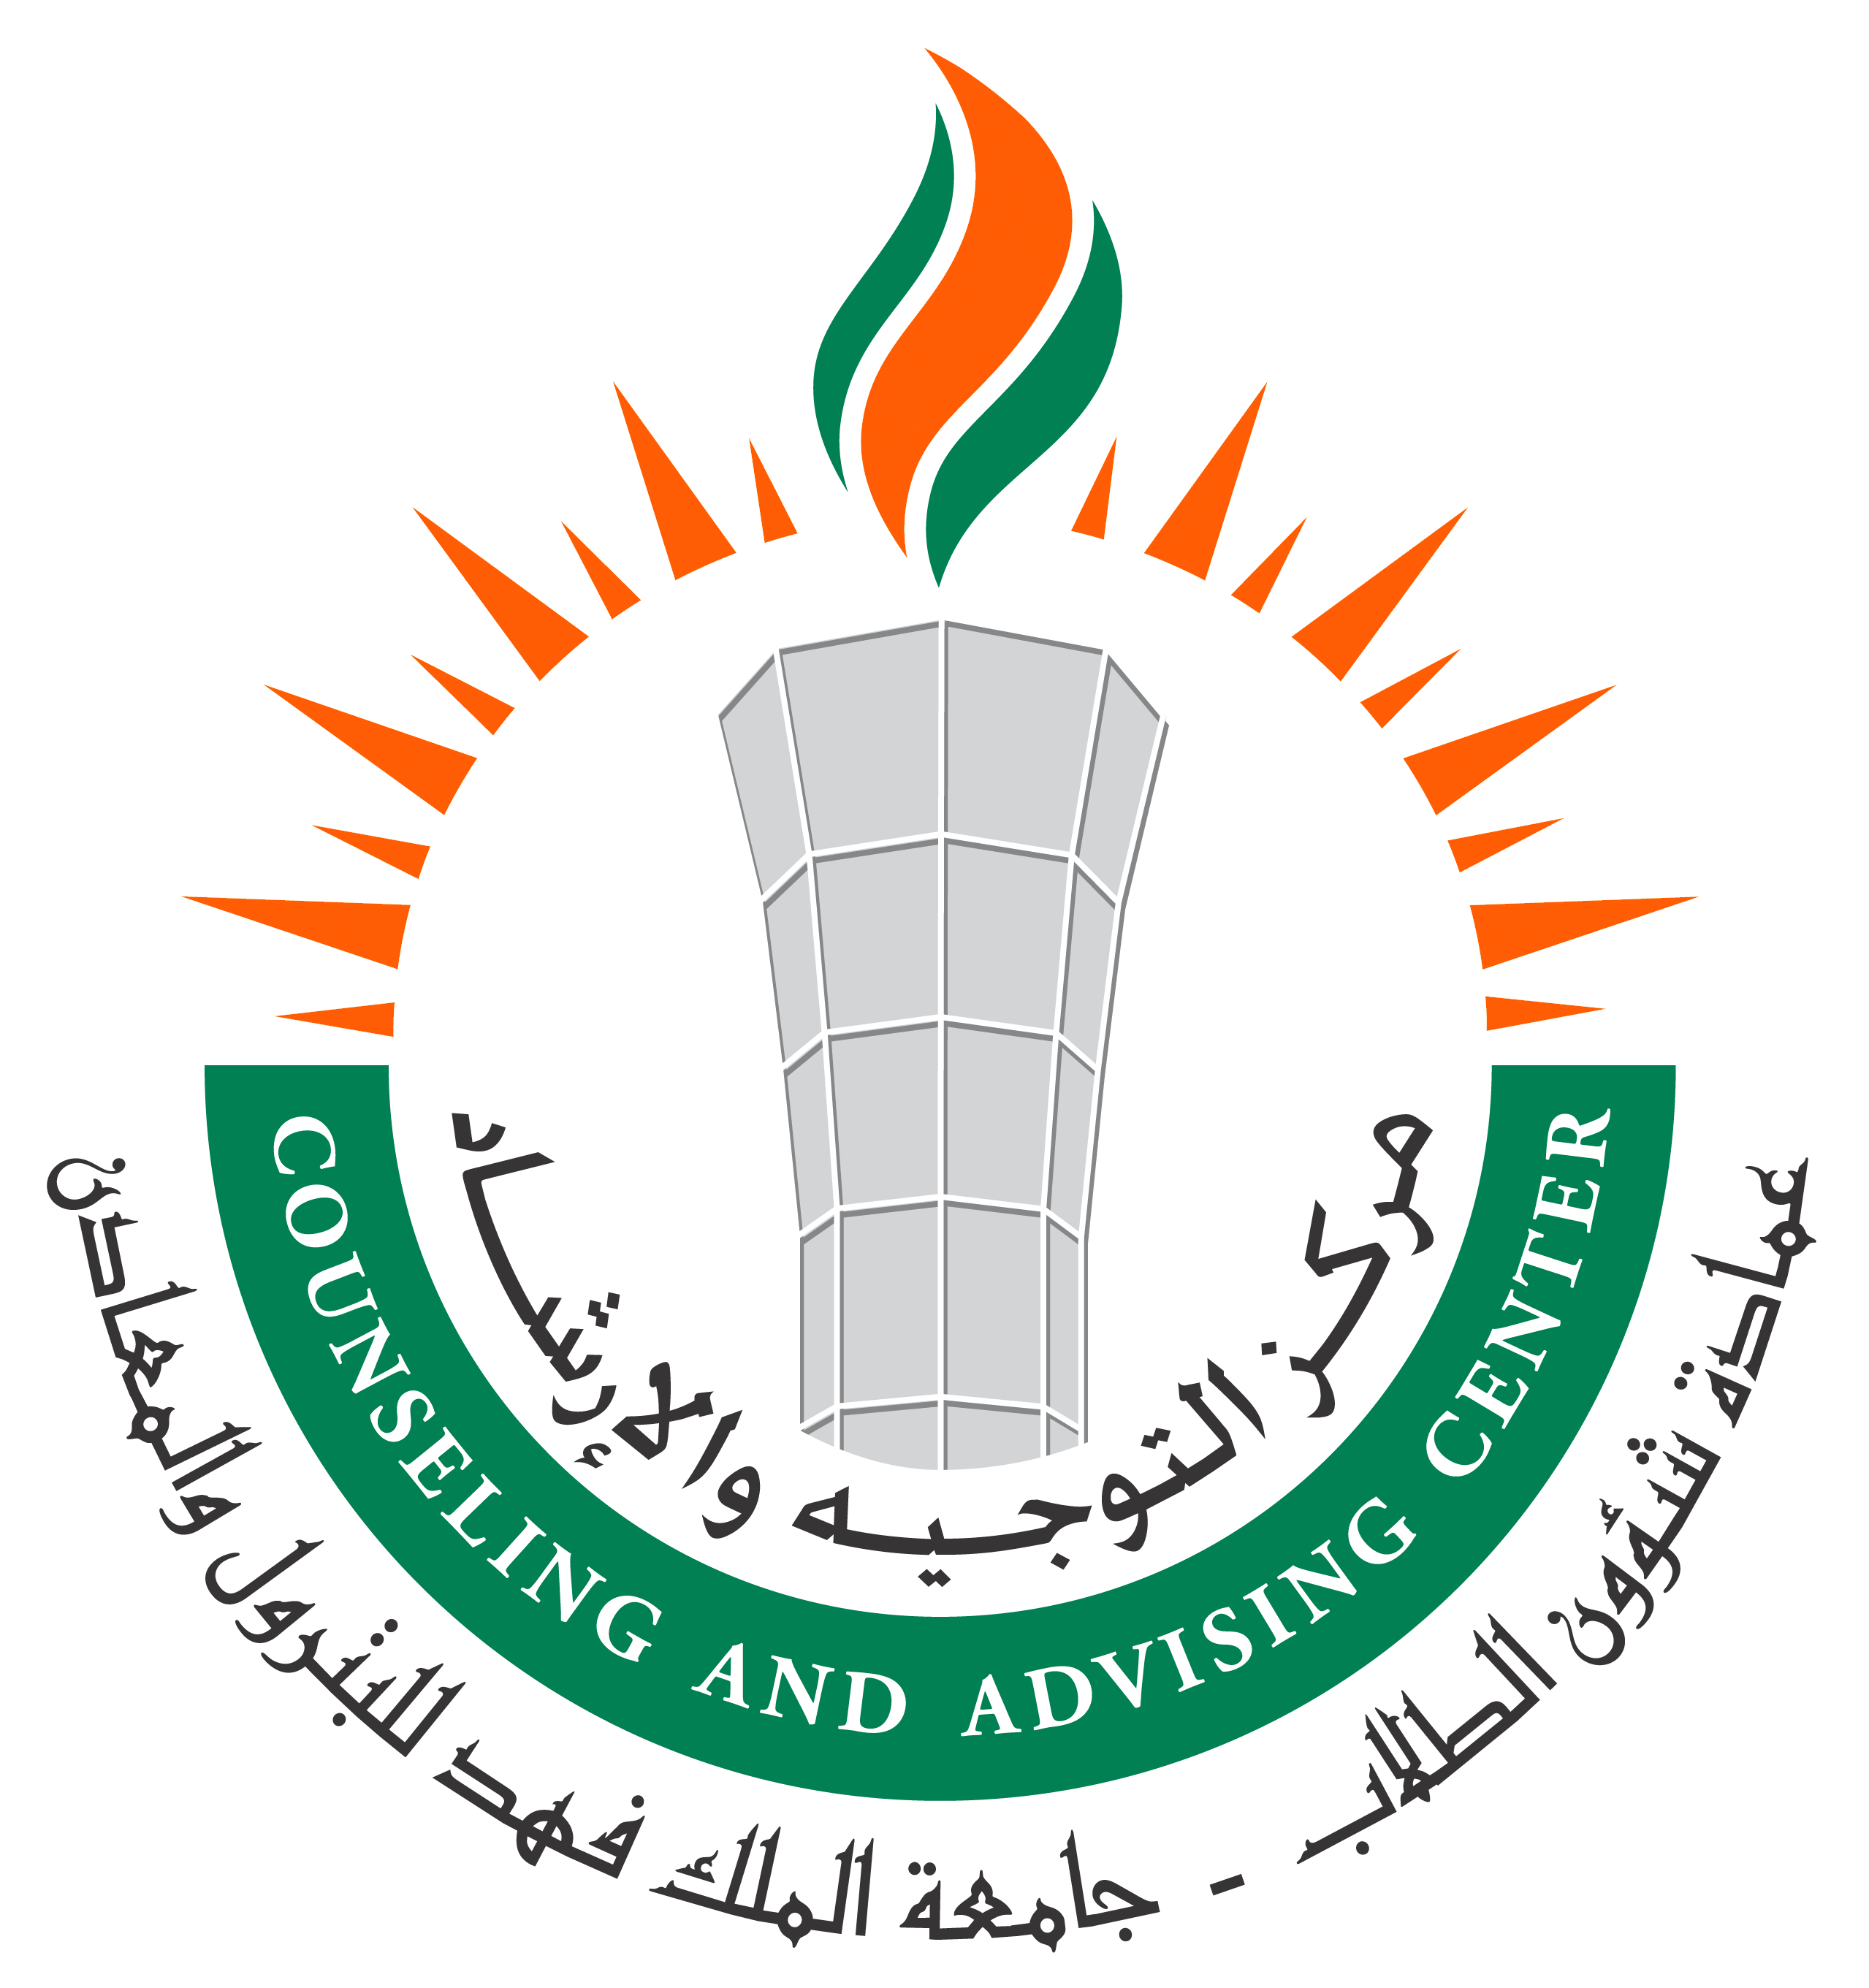 مركز التوجيه والإرشاد
COUNSELING AND ADVISING CENTER
عمادة شؤون الطلاب - جامعة الملك فهد للبترول والمعادن